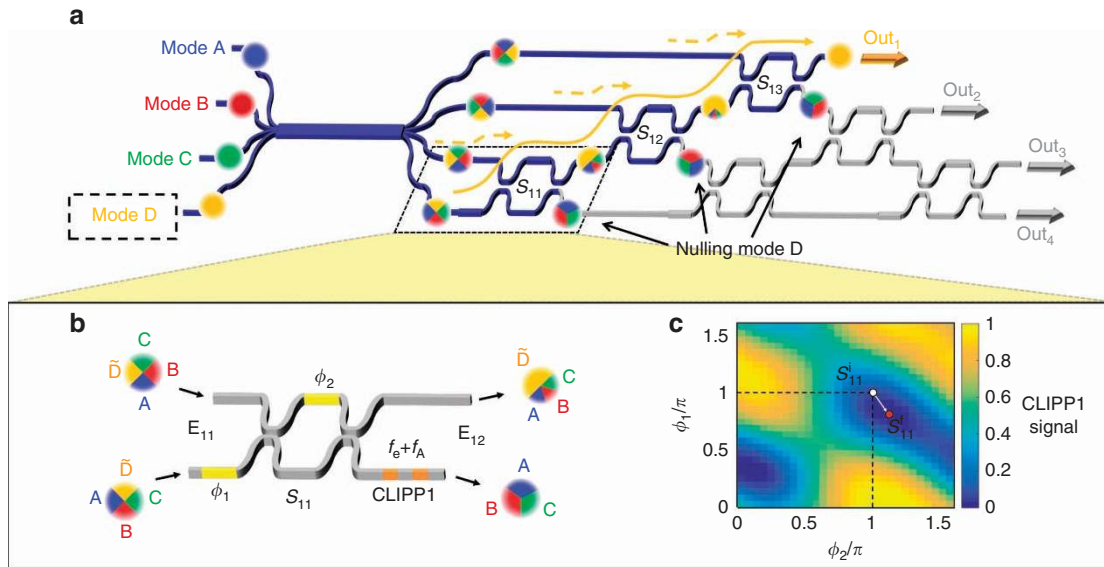 a
Mode A
Mode B
Mode C
Mode D
S11
S12
S13
Out1
Out2
Out3
Out4
Nulling mode D
b
C
D̃
B
A
E11
D̃
A
C
B
ϕ1
S11
ϕ2
fe+fA
CLIPP1
E12
D̃
C
B
A
A
B
C
c
1.5
1
0.5
0
ϕ1/π
0
0.5
1
1.5
ϕ2/π
S11^i
S11^f
1
0.8
0.6
0.4
0.2
0
CLIPP1
signal